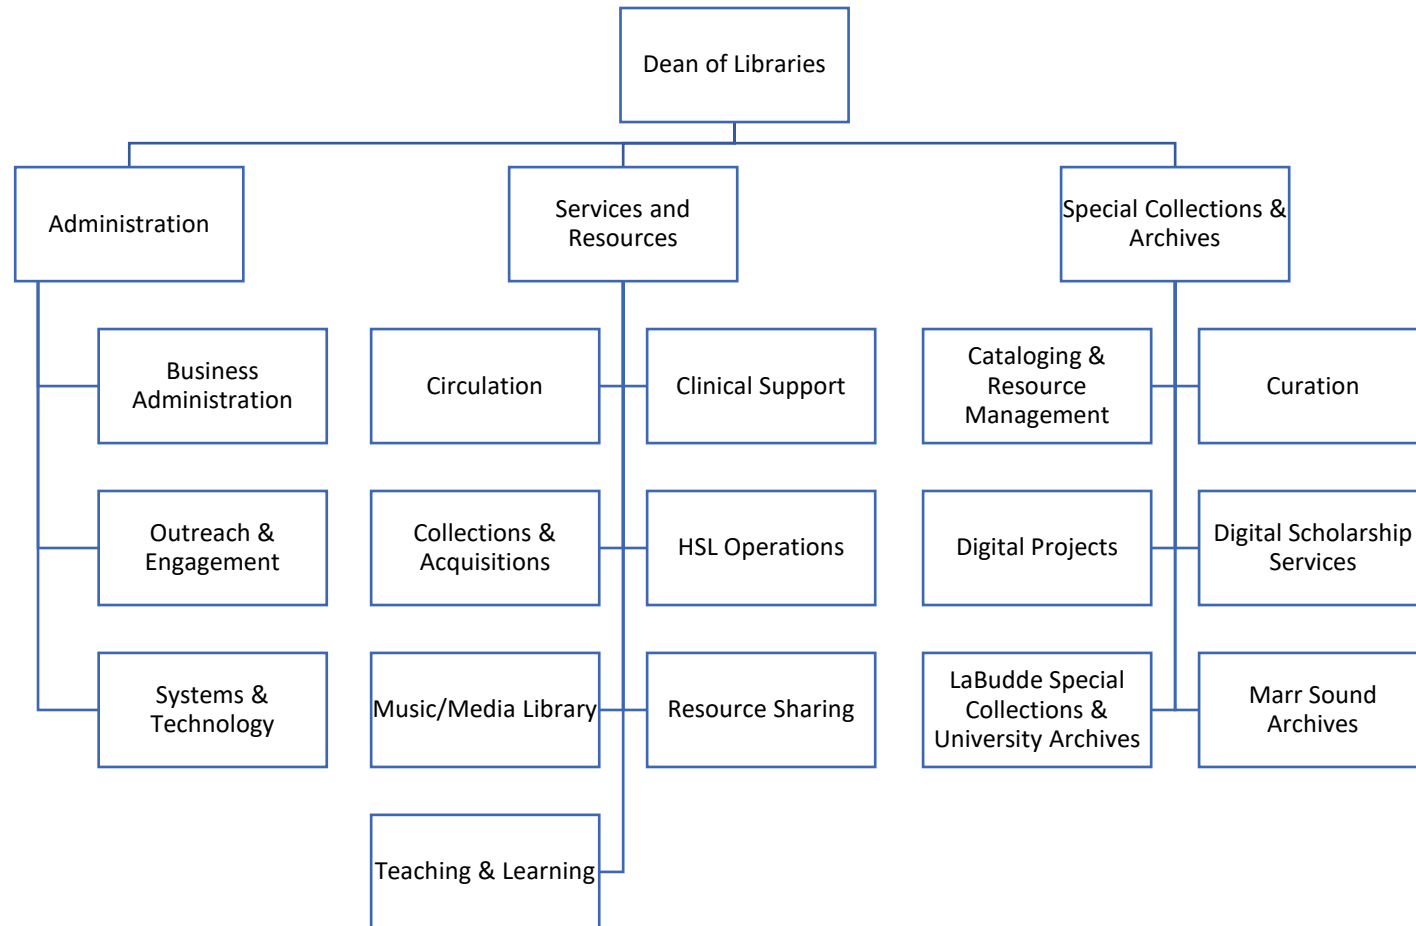 Dean of Libraries
Administration
Services and
Resources
Special Collections &
Archives
Business
Administration
Circulation
Clinical Support
Cataloging &
Resource
Management
Curation
Outreach &
Engagement
Collections &
Acquisitions
HSL Operations
Digital Projects
Digital Scholarship
Services
Systems &
Technology
Music/Media Library
Resource Sharing
LaBudde Special
Collections &
University Archives
Marr Sound
Archives
Teaching & Learning